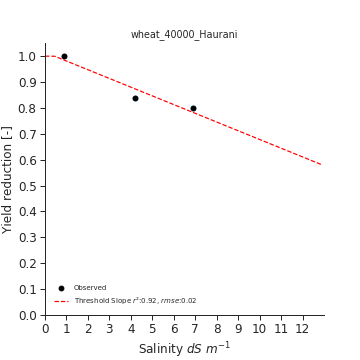 wheat_40000_Haurani
Yield reduction [-]
1.0
0.9
0.8
0.7
0.6
0.5
0.4
0.3
0.2
0.1
0.0
Observed
Threshold Slope r²:0.92, rmse:0.02
0 1 2 3 4 5 6 7 8 9 10 11 12
Salinity dS m⁻¹